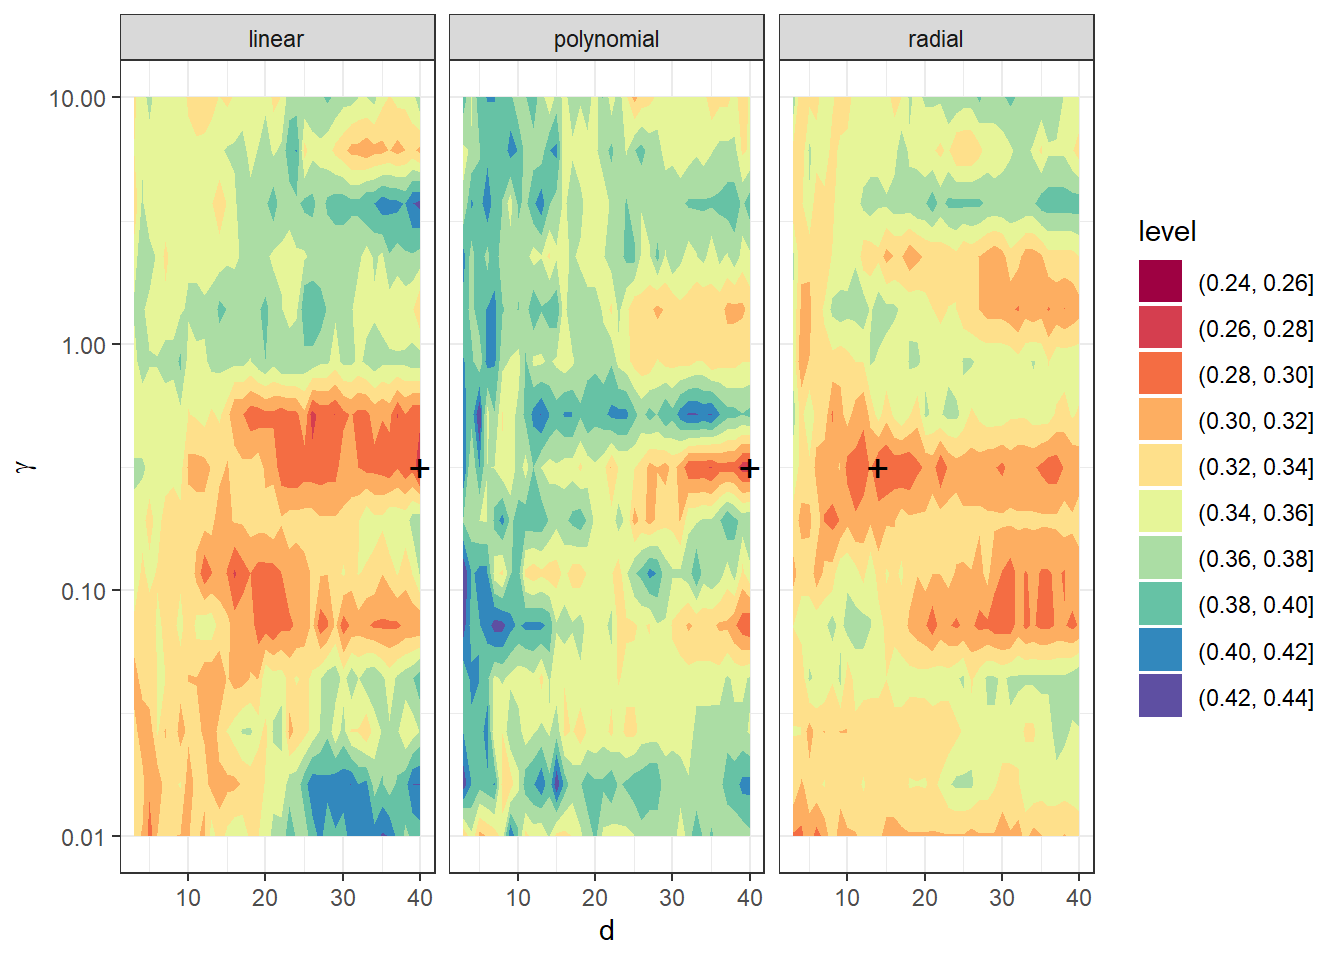 linear polynomial radial
10.00
1.00
0.10
0.01
γ
10 20 30 40 10 20 30 40 10 20 30 40
d
level
(0.24, 0.26]
(0.26, 0.28]
(0.28, 0.30]
(0.30, 0.32]
(0.32, 0.34]
(0.34, 0.36]
(0.36, 0.38]
(0.38, 0.40]
(0.40, 0.42]
(0.42, 0.44]